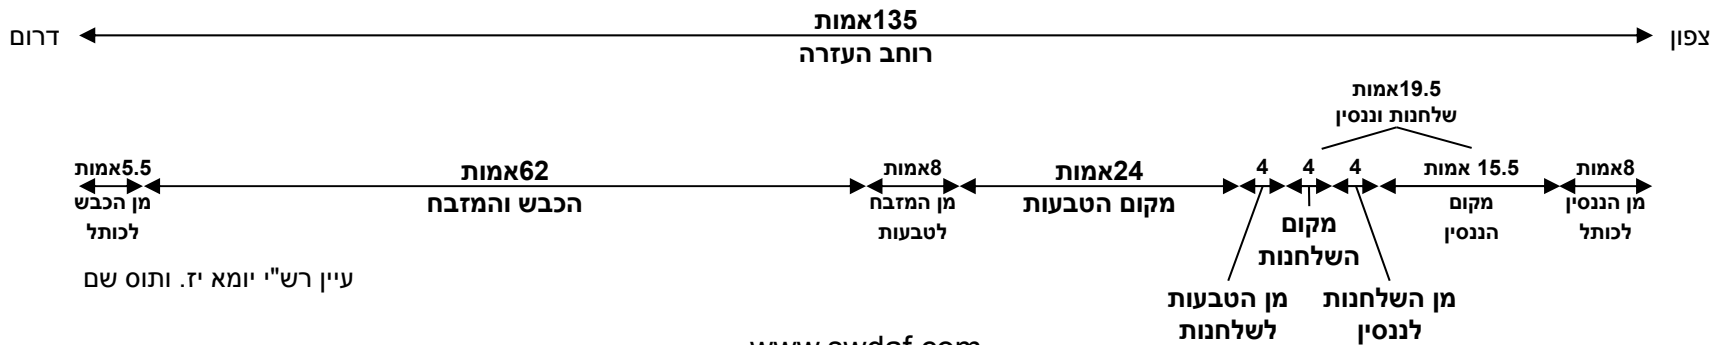 135אמות
צפון
דרום
רוחב העזרה
19.5אמות
שלחנות וננסין
8אמות
15.5 אמות
4
4
4
24אמות
8אמות
62אמות
5.5אמות
מן הננסין
לכותל
מקום
הננסין
מקום
השלחנות
מקום הטבעות
מן המזבח
לטבעות
הכבש והמזבח
מן הכבש
לכותל
מן השלחנות
לננסין
מן הטבעות
לשלחנות
עיין רש"י יומא יז. ותוס שם